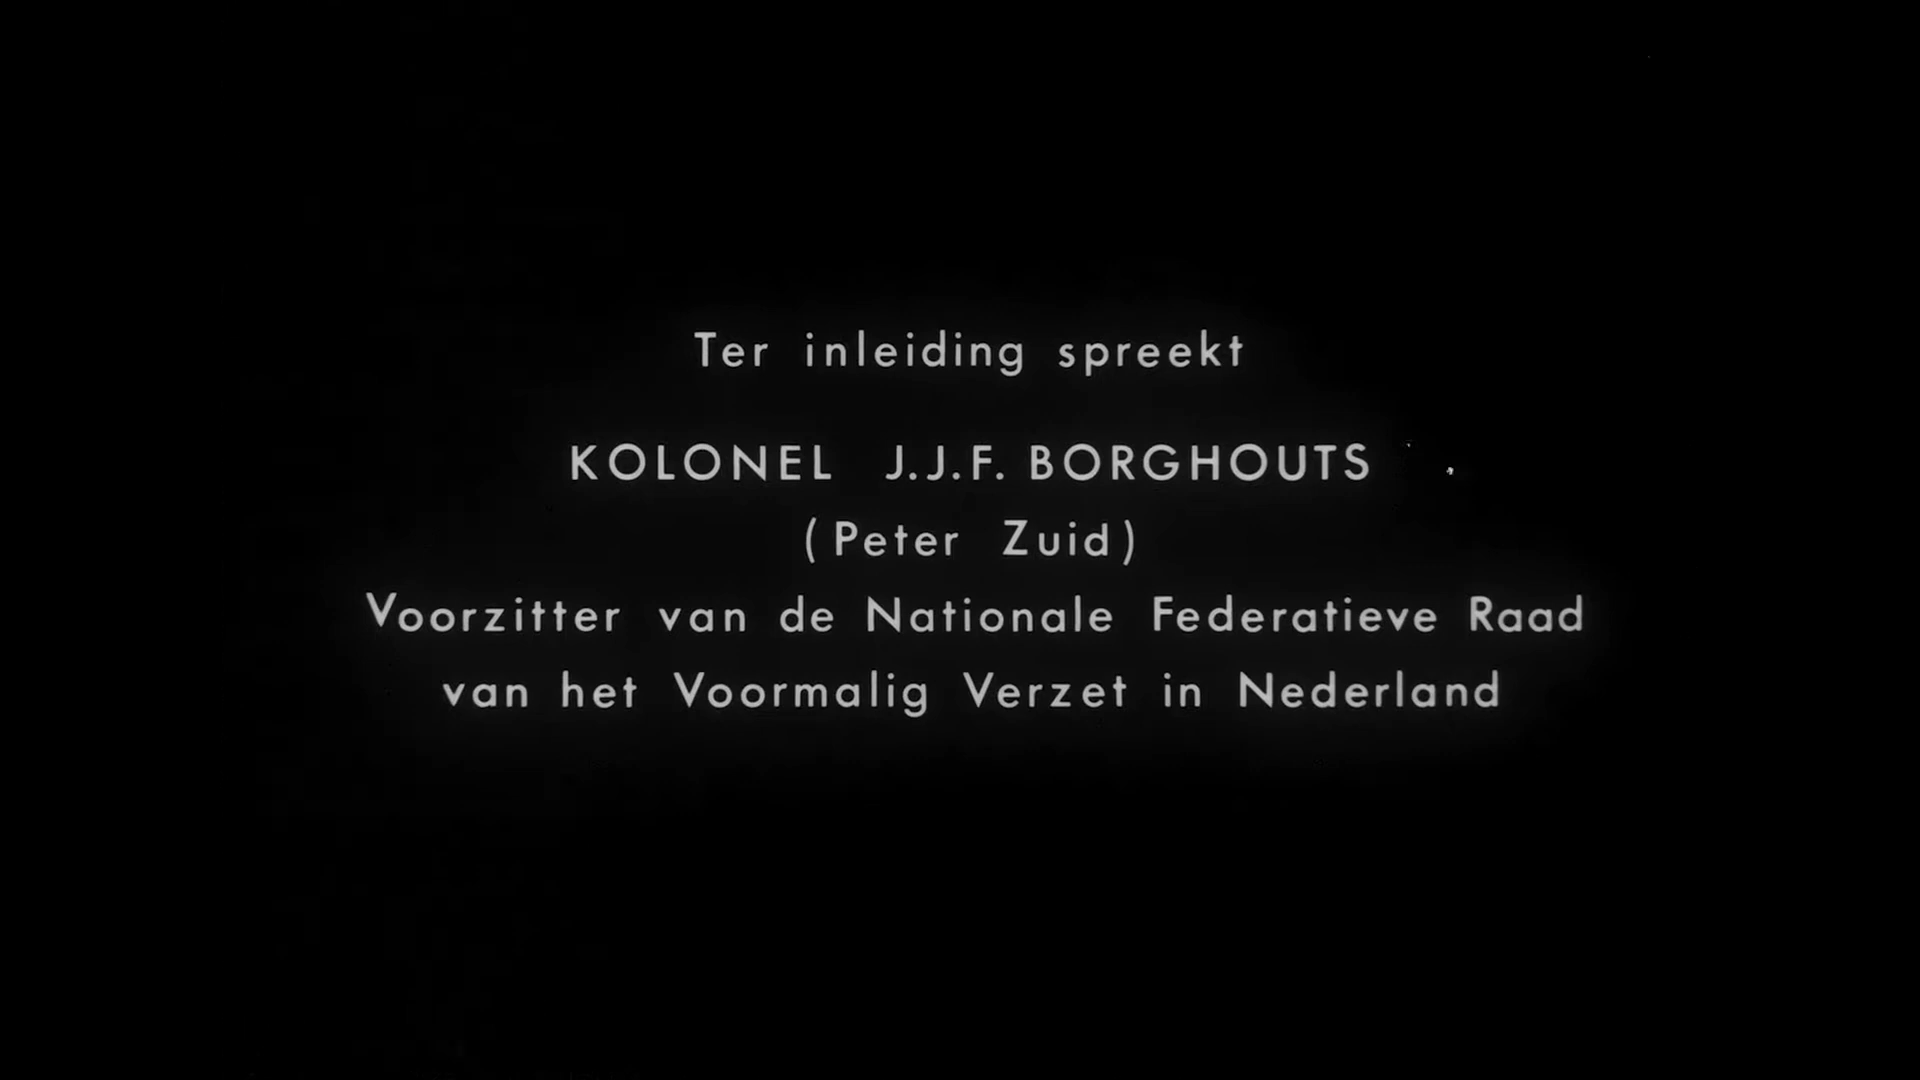 Ter inleiding spreekt
KOLONEL J.J.F. BORGHOUTS
(Peter Zuid)
Voorzitter van de Nationale Federatieve Raad
van het Voormalig Verzet in Nederland